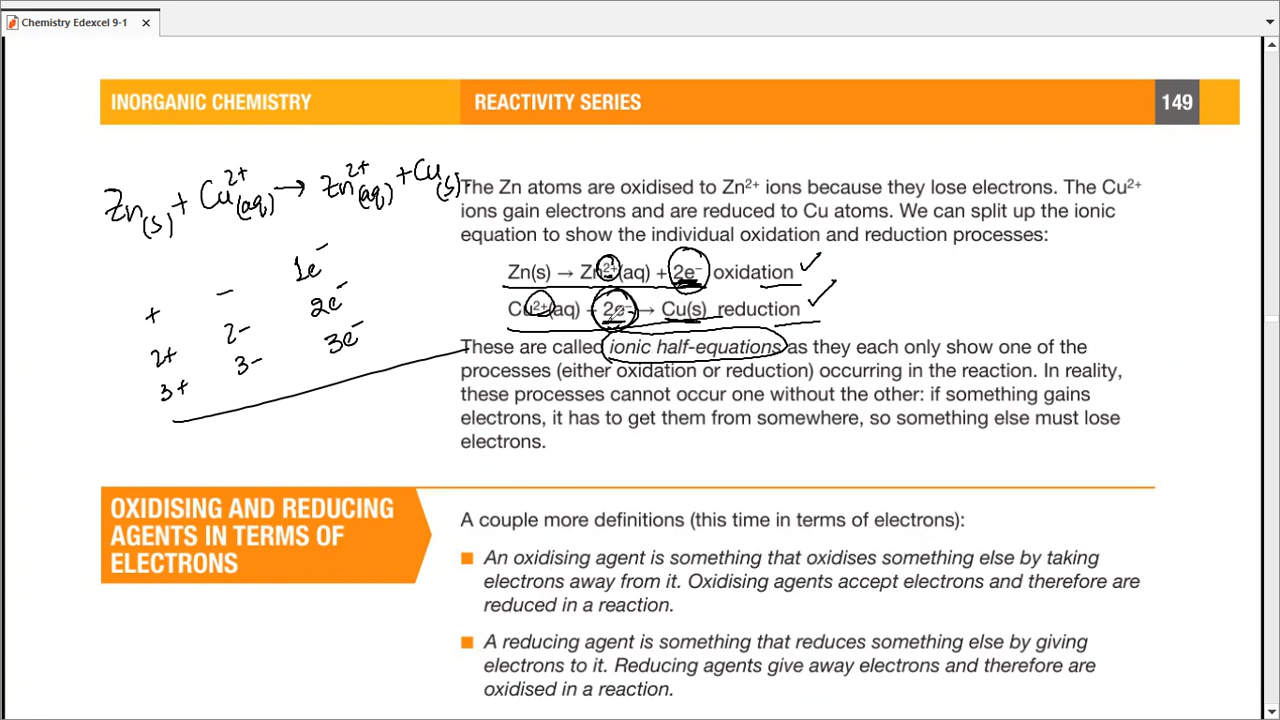 Chemistry Edexcel 9-1
INORGANIC CHEMISTRY
REACTIVITY SERIES
149
Zn(s) + Cu²⁺(aq) → Zn²⁺(aq) + Cu(s)
+ - 1e⁻
2+ 2- 2e⁻
3+ 3- 3e⁻
The Zn atoms are oxidised to Zn²⁺ ions because they lose electrons. The Cu²⁺
ions gain electrons and are reduced to Cu atoms. We can split up the ionic
equation to show the individual oxidation and reduction processes:
Zn(s) → Zn²⁺(aq) + 2e⁻ oxidation ✓
Cu²⁺(aq) + 2e⁻ → Cu(s) reduction ✓
These are called ionic half-equations as they each only show one of the
processes (either oxidation or reduction) occurring in the reaction. In reality,
these processes cannot occur one without the other: if something gains
electrons, it has to get them from somewhere, so something else must lose
electrons.
OXIDISING AND REDUCING
AGENTS IN TERMS OF
ELECTRONS
A couple more definitions (this time in terms of electrons):
■ An oxidising agent is something that oxidises something else by taking
electrons away from it. Oxidising agents accept electrons and therefore are
reduced in a reaction.
■ A reducing agent is something that reduces something else by giving
electrons to it. Reducing agents give away electrons and therefore are
oxidised in a reaction.